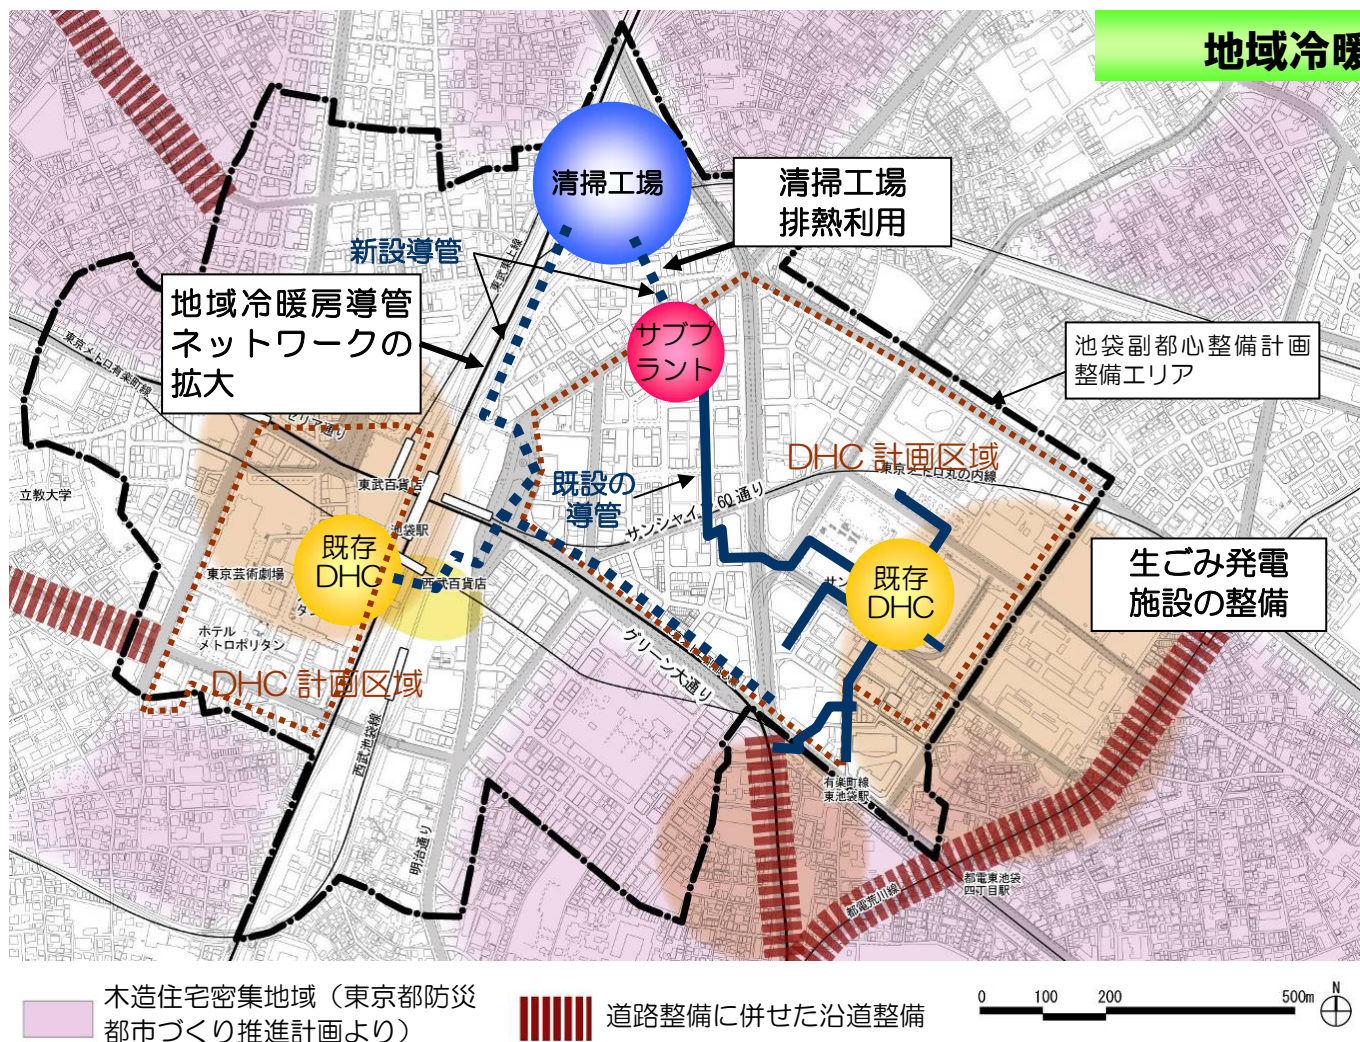 地域冷暖
清掃工場
清掃工場
排熱利用
新設導管
東武東上線
地域冷暖房導管
ネットワークの
拡大
サブプ
ラント
池袋副都心整備計画
整備エリア
東京メトロ有楽町線
DHC 計画区域
東京メトロ丸の内線
立教大学
東武百貨店
既設の
導管
サンシャイン60通り
池袋駅
既存
DHC
東京芸術劇場
西武百貨店
既存
DHC
生ごみ発電
施設の整備
ホテル
メトロポリタン
グリーン大通り
DHC 計画区域
西武池袋線
明治通り
有楽町線
東池袋駅
都電東池袋
四丁目駅
都電荒川線
木造住宅密集地域（東京都防災
都市づくり推進計画より）
道路整備に併せた沿道整備
0 100 200 500m
N